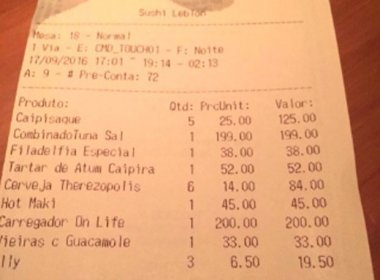 Sushi Leblon
Mesa: 18 - Normal
1 Via - E: CMD_TOUCH01 - F: Noite
17/09/2016 17:01 ~ 19:14 - 02:13
A: 9 - # Pre-Conta: 72
Produto: Qtd: PrcUnit: Valor:
Caipisaque 5 25.00 125.00
CombinadoTuna Sal 1 199.00 199.00
Filadelfia Especial 1 38.00 38.00
Tartar de Atum Caipira 1 52.00 52.00
Cerveja Therezopolis 6 14.00 84.00
Hot Maki 1 45.00 45.00
Carregador On Life 1 200.00 200.00
Vieiras c Guacamole 1 33.00 33.00
lly 3 6.50 19.50